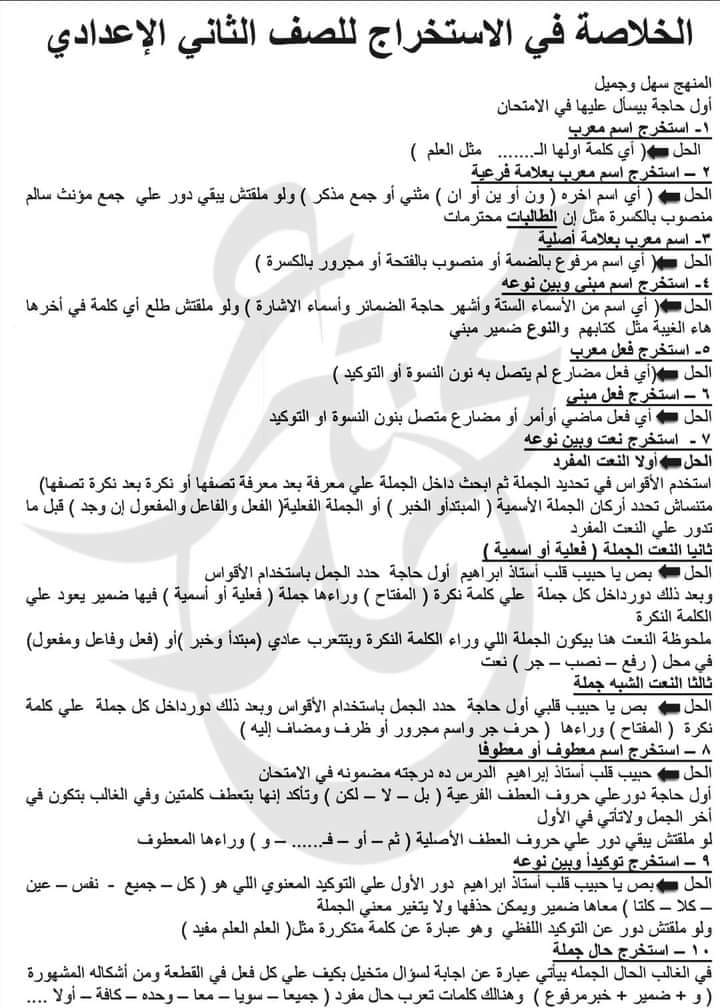 الخلاصة في الاستخراج للصف الثاني الإعدادي
المنهج سهل وجميل
أول حاجة بيسأل عليها في الامتحان
١- استخرج اسم معرب
الحل ( أي كلمة اولها الـ....... مثل العلم )
٢ – استخرج اسم معرب بعلامة فرعية
الحل ( أي اسم اخره ( ون أو ين أو ان ) مثني أو جمع مذكر ) ولو ملقتش يبقي دور علي جمع مؤنث سالم
منصوب بالكسرة مثل إن الطالبات محترمات
٣- اسم معرب بعلامة أصلية
الحل ( أي اسم مرفوع بالضمة أو منصوب بالفتحة أو مجرور بالكسرة )
٤- استخرج اسم مبني وبين نوعه
الحل ( أي اسم من الأسماء الستة وأشهر حاجة الضمائر وأسماء الاشارة ) ولو ملقتش طلع أي كلمة في أخرها
هاء الغيبة مثل كتابهم والنوع ضمير مبني
٥- استخرج فعل معرب
الحل (أي فعل مضارع لم يتصل به نون النسوة أو التوكيد )
٦ – استخرج فعل مبني
الحل أي فعل ماضي أوأمر أو مضارع متصل بنون النسوة او التوكيد
٧ - استخرج نعت وبين نوعه
الحل أولا النعت المفرد
استخدم الأقواس في تحديد الجملة ثم ابحث داخل الجملة علي معرفة بعد معرفة تصفها أو نكرة بعد نكرة تصفها)
متنساش تحدد أركان الجملة الأسمية ( المبتدأو الخبر ) أو الجملة الفعلية( الفعل والفاعل والمفعول إن وجد ) قبل ما
تدور علي النعت المفرد
ثانيا النعت الجملة ( فعلية أو اسمية )
الحل بص يا حبيب قلب أستاذ ابراهيم أول حاجة حدد الجمل باستخدام الأقواس
وبعد ذلك دورداخل كل جملة علي كلمة نكرة ( المفتاح ) وراءها جملة ( فعلية أو أسمية ) فيها ضمير يعود علي
الكلمة النكرة
ملحوظة النعت هنا بيكون الجملة اللي وراء الكلمة النكرة وبتتعرب عادي (مبتدأ وخبر )أو (فعل وفاعل ومفعول)
في محل ( رفع – نصب – جر ) نعت
ثالثا النعت الشبه جملة
الحل بص يا حبيب قلبي أول حاجة حدد الجمل باستخدام الأقواس وبعد ذلك دورداخل كل جملة علي كلمة
نكرة ( المفتاح ) وراءها ( حرف جر واسم مجرور أو ظرف ومضاف إليه )
٨ – استخرج اسم معطوف أو معطوفا
الحل حبيب قلب أستاذ إبراهيم الدرس ده درجته مضمونه في الامتحان
أول حاجة دورعلي حروف العطف الفرعية ( بل – لا – لكن ) وتأكد إنها بتعطف كلمتين وفي الغالب بتكون في
أخر الجمل ولاتأتي في الأول
لو ملقتش يبقي دور علي حروف العطف الأصلية ( ثم – أو – فـ...... – و ) وراءها المعطوف
٩ – استخرج توكيدأ وبين نوعه
الحل بص يا حبيب قلب أستاذ ابراهيم دور الأول علي التوكيد المعنوي اللي هو ( كل – جميع - نفس – عين
– كلا – كلتا ) معاها ضمير ويمكن حذفها ولا يتغير معني الجملة
ولو ملقتش دور عن التوكيد اللفظي وهو عبارة عن كلمة متكررة مثل( العلم العلم مفيد )
١٠ – استخرج حال جملة
في الغالب الحال الجمله بيأتي عبارة عن اجابة لسؤال متخيل بكيف علي كل فعل في القطعة ومن أشكاله المشهورة
( و + ضمير + خبرمرفوع ) وهنالك كلمات تعرب حال مفرد ( جميعا – سويا – معا – وحده – كافة – أولا ....